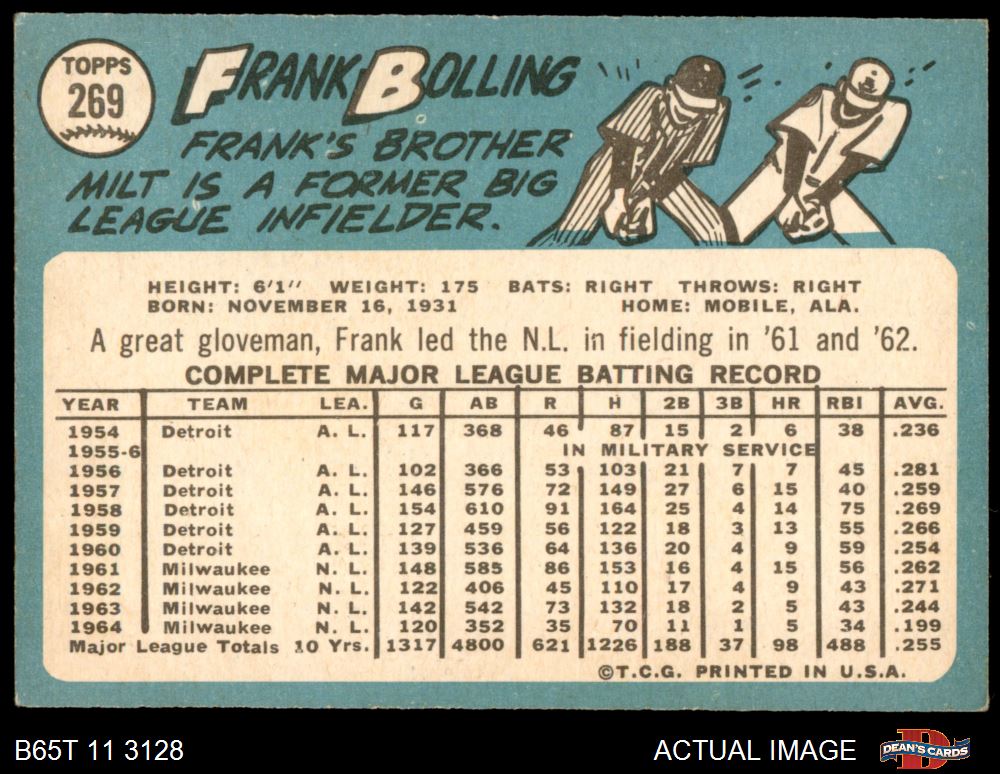 TOPPS
269
FRANK BOLLING
FRANK'S BROTHER
MILT IS A FORMER BIG
LEAGUE INFIELDER.
HEIGHT: 6'1" WEIGHT: 175 BATS: RIGHT THROWS: RIGHT
BORN: NOVEMBER 16, 1931 HOME: MOBILE, ALA.
A great gloveman, Frank led the N.L. in fielding in '61 and '62.
COMPLETE MAJOR LEAGUE BATTING RECORD
YEAR TEAM LEA. G AB R H 2B 3B HR RBI AVG.
1954 Detroit A. L. 117 368 46 87 15 2 6 38 .236
1955-6 IN MILITARY SERVICE
1956 Detroit A. L. 102 366 53 103 21 7 7 45 .281
1957 Detroit A. L. 146 576 72 149 27 6 15 40 .259
1958 Detroit A. L. 154 610 91 164 25 4 14 75 .269
1959 Detroit A. L. 127 459 56 122 18 3 13 55 .266
1960 Detroit A. L. 139 536 64 136 20 4 9 59 .254
1961 Milwaukee N. L. 148 585 86 153 16 4 15 56 .262
1962 Milwaukee N. L. 122 406 45 110 17 4 9 43 .271
1963 Milwaukee N. L. 142 542 73 132 18 2 5 43 .244
1964 Milwaukee N. L. 120 352 35 70 11 1 5 34 .199
Major League Totals 10 Yrs. 1317 4800 621 1226 188 37 98 488 .255
©T.C.G. PRINTED IN U.S.A.
B65T 11 3128 ACTUAL IMAGE DEAN'S CARDS